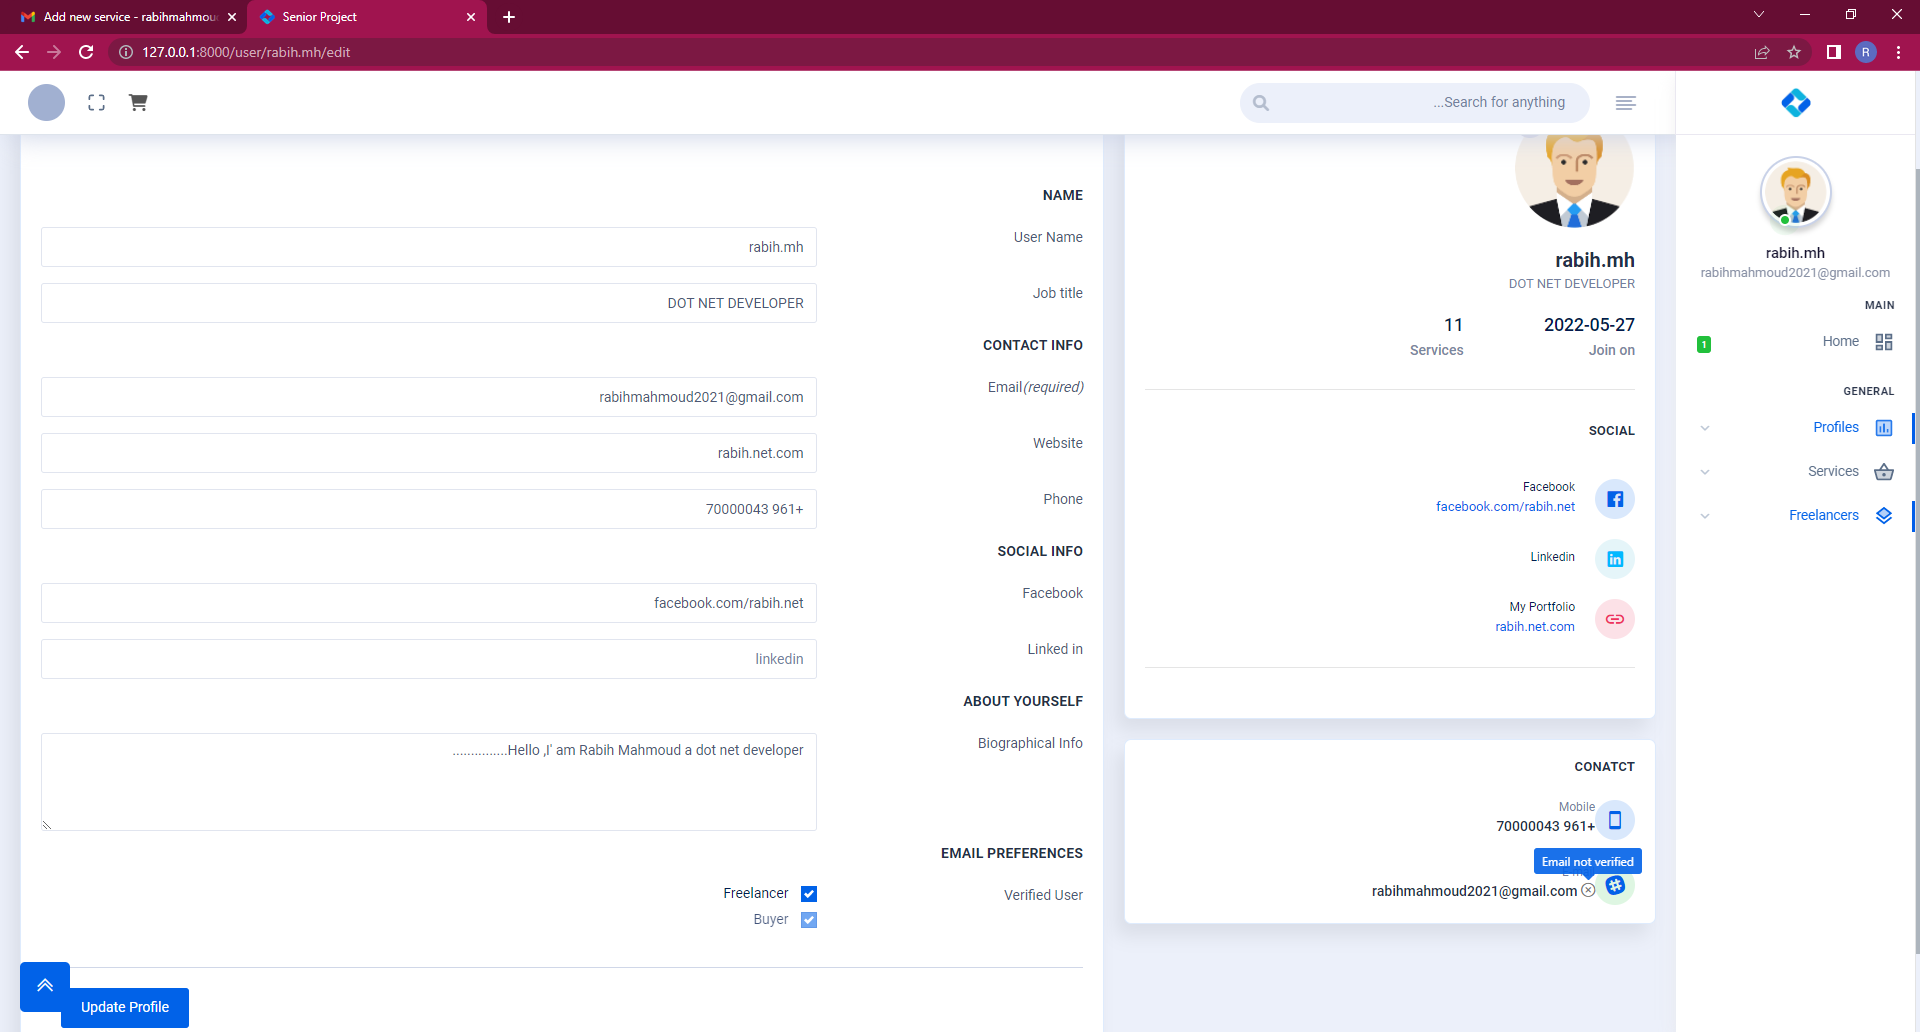 Add new service - rabihmahmou
Senior Project
127.0.0.1:8000/user/rabih.mh/edit
R
...Search for anything
NAME
User Name
rabih.mh
Job title
DOT NET DEVELOPER
CONTACT INFO
Email(required)
rabihmahmoud2021@gmail.com
Website
rabih.net.com
Phone
70000043 961+
SOCIAL INFO
Facebook
facebook.com/rabih.net
Linked in
linkedin
ABOUT YOURSELF
Biographical Info
...............Hello ,I' am Rabih Mahmoud a dot net developer
EMAIL PREFERENCES
Verified User
Freelancer
Buyer
Update Profile
rabih.mh
DOT NET DEVELOPER
11
Services
2022-05-27
Join on
SOCIAL
Facebook
facebook.com/rabih.net
Linkedin
My Portfolio
rabih.net.com
CONATCT
Mobile
70000043 961+
Email not verified
rabihmahmoud2021@gmail.com
rabih.mh
rabihmahmoud2021@gmail.com
MAIN
Home
1
GENERAL
Profiles
Services
Freelancers